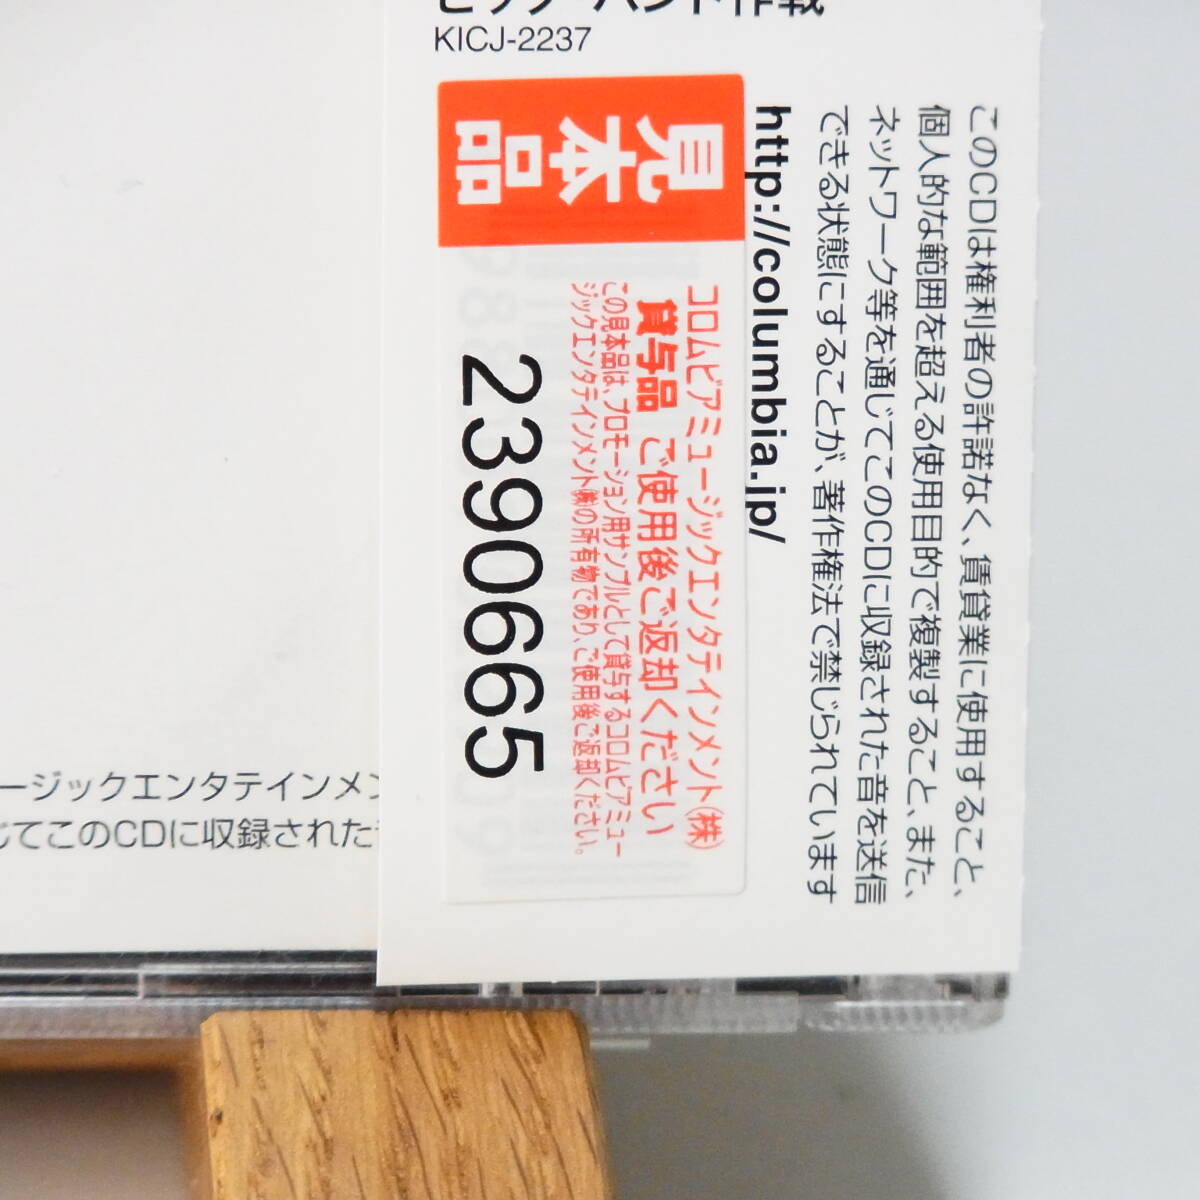 ビッグ・バンド作戦
KICJ-2237
見本品
コロムビアミュージックエンタテインメント(株)
貸与品 ご使用後ご返却ください
この見本品は、プロモーション用サンプルとして貸与するコロムビアミュー
ジックエンタテインメント㈱の所有物であり、ご使用後ご返却ください。
2390665
このCDは権利者の許諾なく、賃貸業に使用すること、
個人的な範囲を超える使用目的で複製すること、また、
ネットワーク等を通じてこのCDに収録された音を送信
できる状態にすることが、著作権法で禁じられています
http://columbia.jp/
ージックエンタテインメン
じてこのCDに収録された